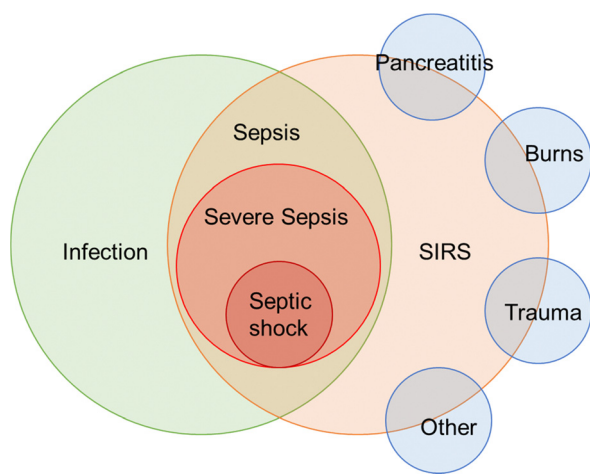 Pancreatitis
Sepsis
Burns
Severe Sepsis
Infection
SIRS
Septic
shock
Trauma
Other